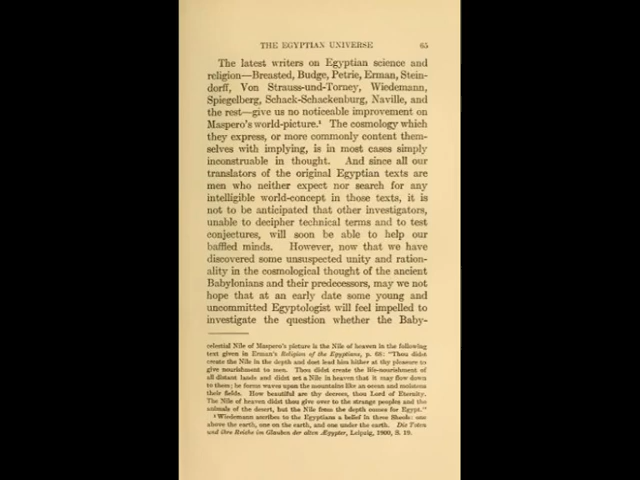 THE EGYPTIAN UNIVERSE 65
The latest writers on Egyptian science and
religion—Breasted, Budge, Petrie, Erman, Stein-
dorff, Von Strauss-und-Torney, Wiedemann,
Spiegelberg, Schack-Schackenburg, Naville, and
the rest—give us no noticeable improvement on
Maspero's world-picture.⁴ The cosmology which
they express, or more commonly content them-
selves with implying, is in most cases simply
inconstruable in thought. And since all our
translators of the original Egyptian texts are
men who neither expect nor search for any
intelligible world-concept in those texts, it is
not to be anticipated that other investigators,
unable to decipher technical terms and to test
conjectures, will soon be able to help our
baffled minds. However, now that we have
discovered some unsuspected unity and ration-
ality in the cosmological thought of the ancient
Babylonians and their predecessors, may we not
hope that at an early date some young and
uncommitted Egyptologist will feel impelled to
investigate the question whether the Baby-
celestial Nile of Maspero's picture is the Nile of heaven in the following
text given in Erman's Religion of the Egyptians, p. 68: "Thou didst
create the Nile in the depth and dost lead him hither at thy pleasure to
give nourishment to men. Thou didst create the life-nourishment of
all distant lands and didst set a Nile in heaven that it may flow down
to them; he forms waves upon the mountains like an ocean and moistens
their fields. How beautiful are thy decrees, thou Lord of Eternity.
The Nile of heaven didst thou give over to the strange peoples and the
animals of the desert, but the Nile from the depth comes for Egypt."
⁴ Wiedemann ascribes to the Egyptians a belief in three Sheols: one
above the earth, one on the earth, and one under the earth. Die Toten
und ihre Reiche im Glauben der alten Ægypter, Leipzig, 1900, S. 19.